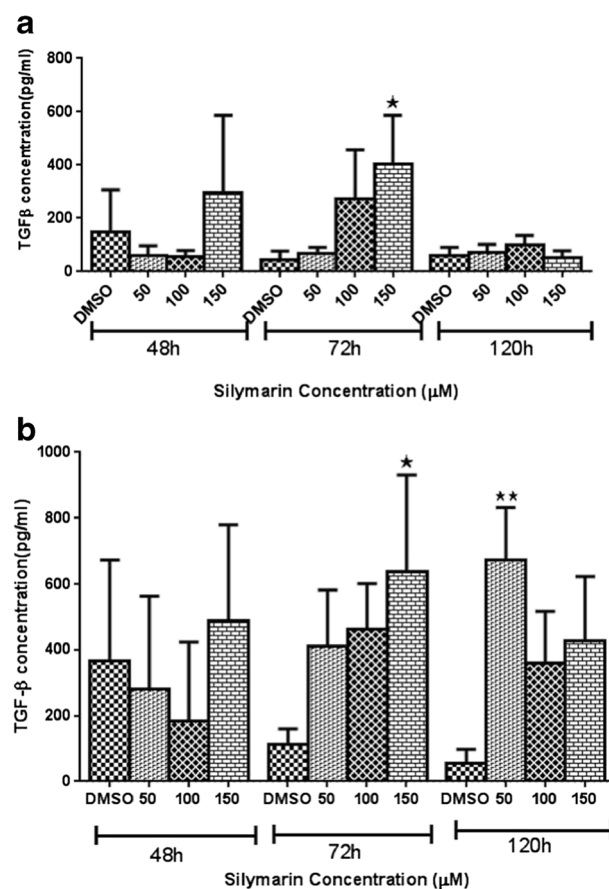 a
TGFβ concentration(pg/ml)
800
600
400
200
0
★
DMSO 50 100 150 DMSO 50 100 150 DMSO 50 100 150
48h 72h 120h
Silymarin Concentration (μM)
b
TGF-β concentration(pg/ml)
1000
800
600
400
200
0
★
★★
DMSO 50 100 150 DMSO 50 100 150 DMSO 50 100 150
48h 72h 120h
Silymarin Concentration (μM)